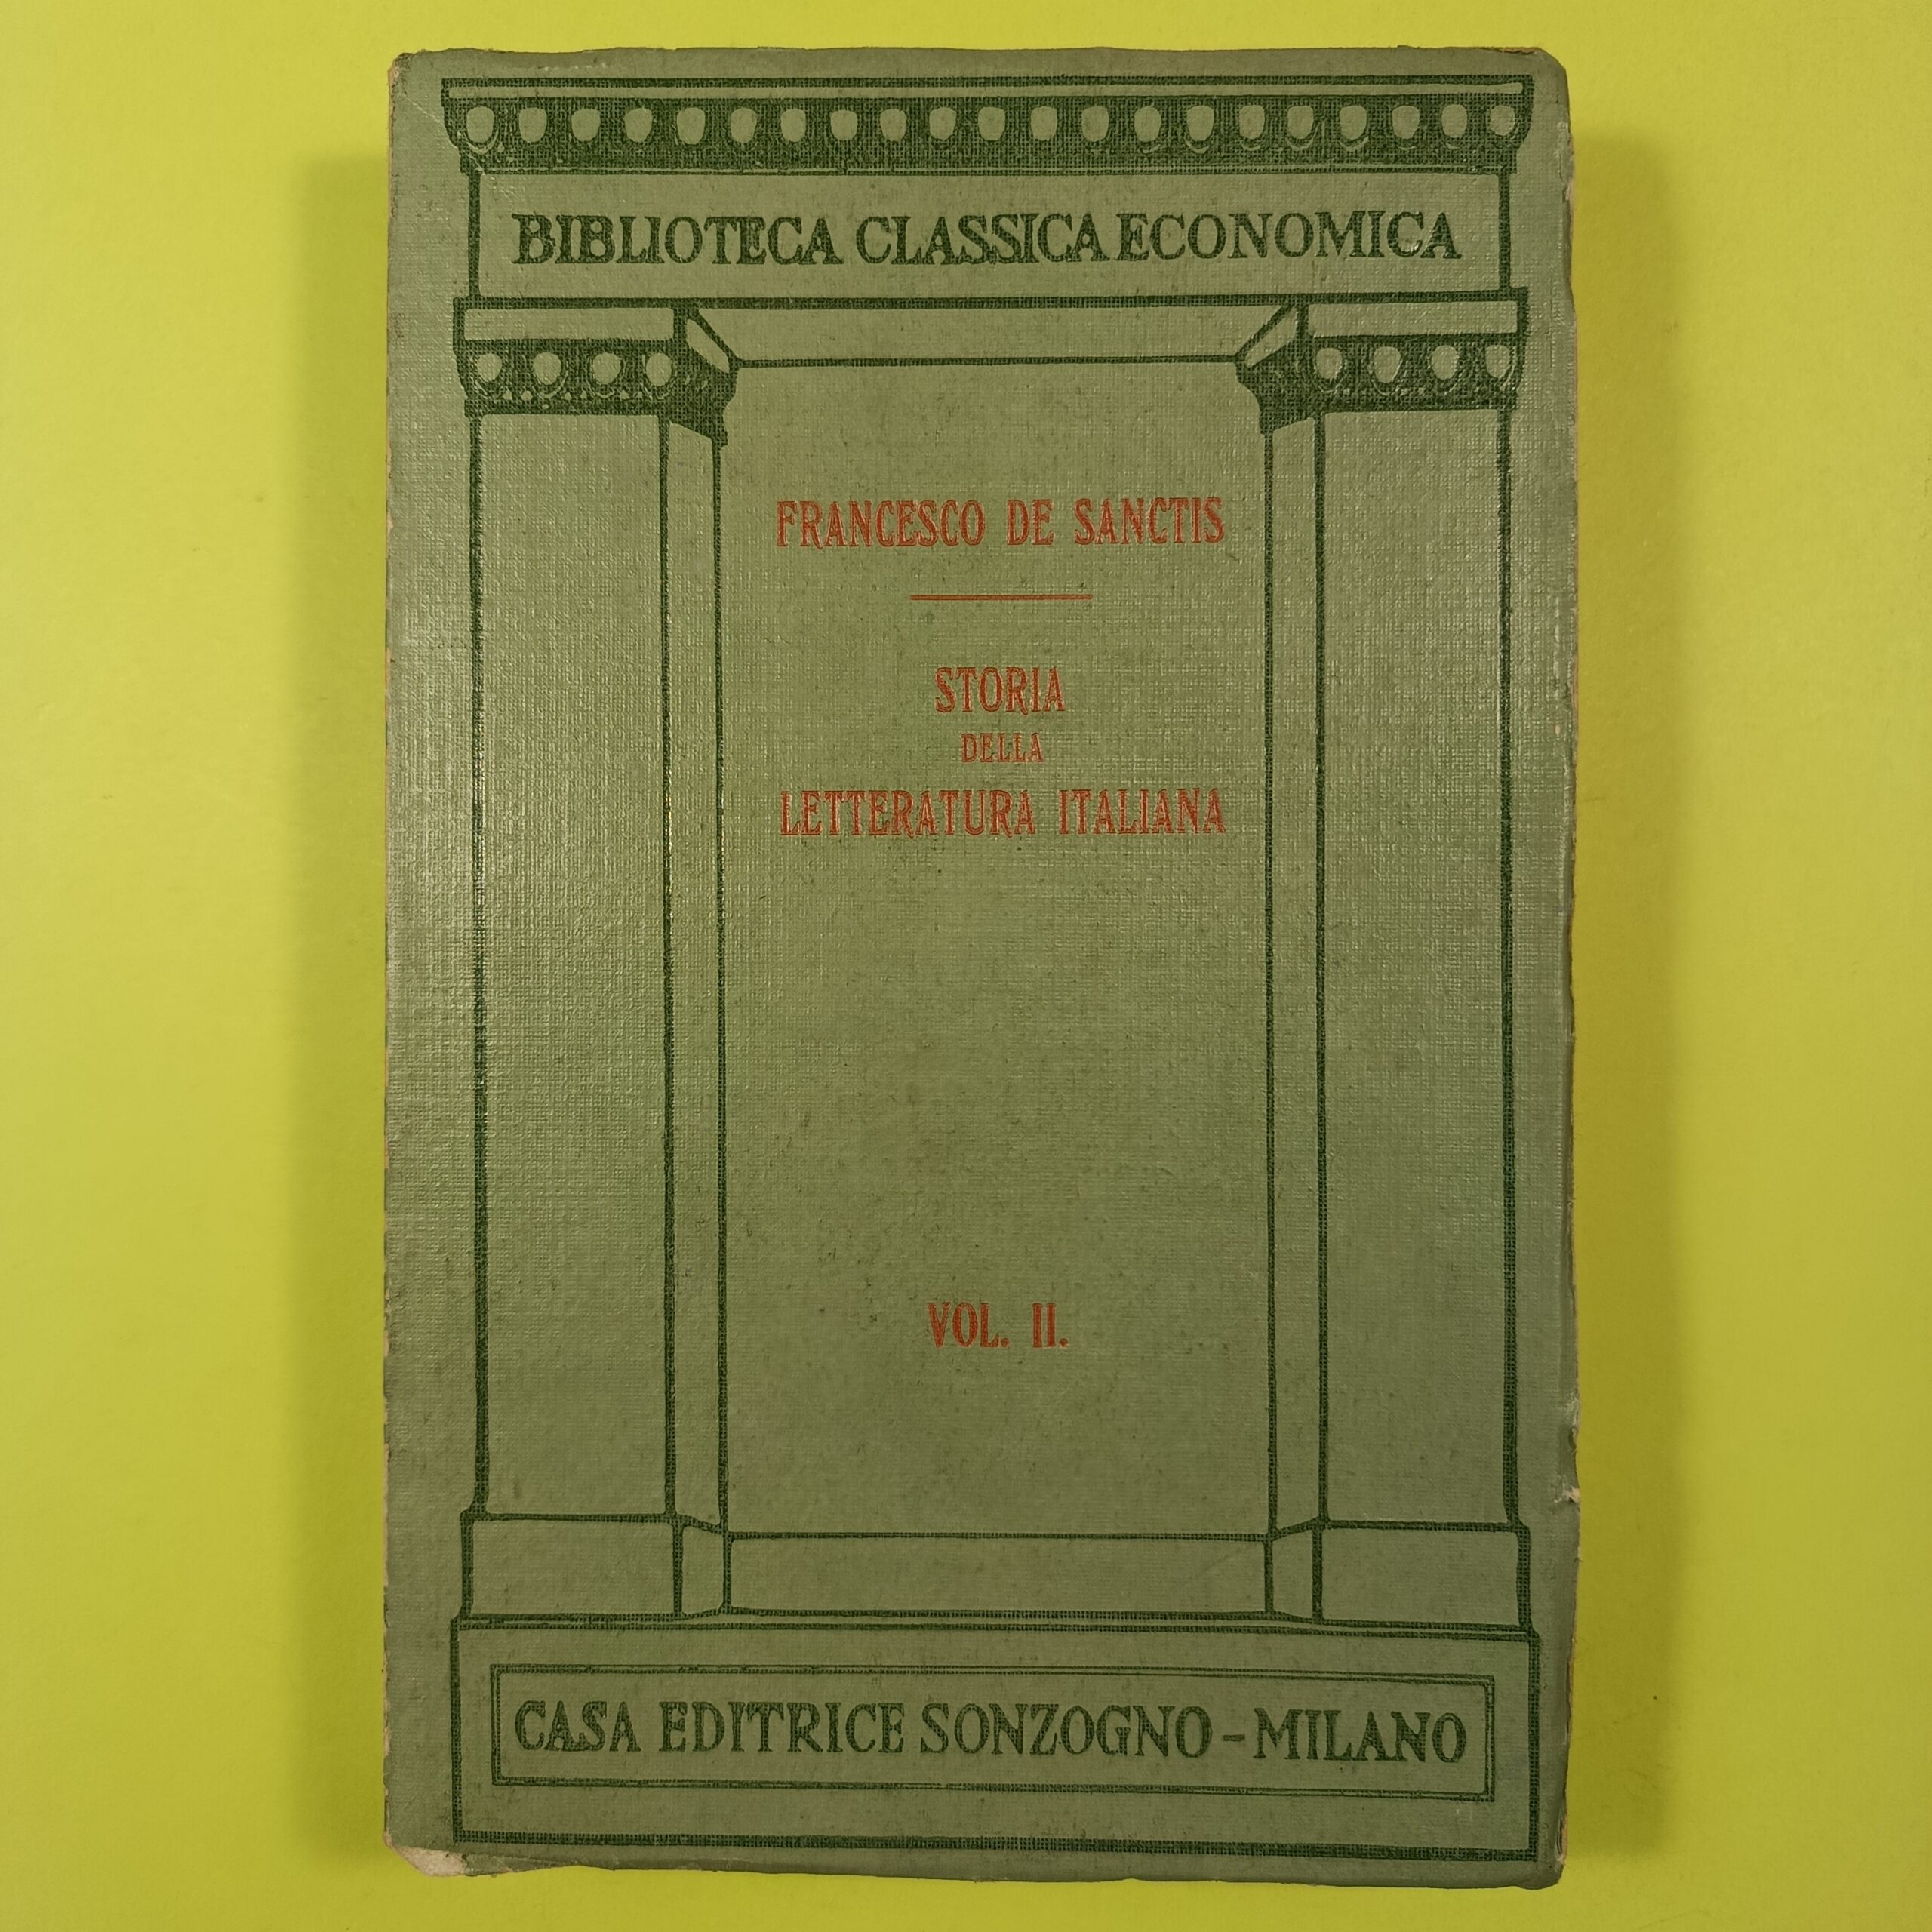 BIBLIOTECA CLASSICA ECONOMICA
FRANCESCO DE SANCTIS
STORIA
DELLA
LETTERATURA ITALIANA
VOL. II.
CASA EDITRICE SONZOGNO - MILANO